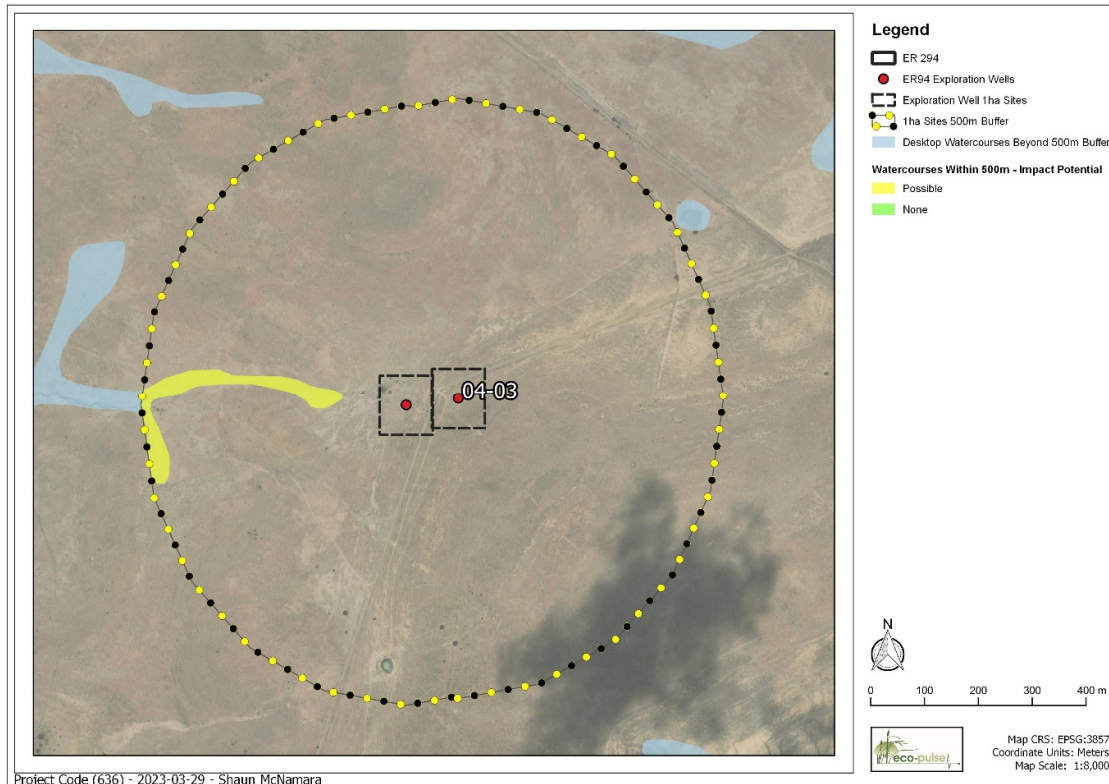 04-03
Legend
ER 294
ER94 Exploration Wells
Exploration Well 1ha Sites
1ha Sites 500m Buffer
Desktop Watercourses Beyond 500m Buffer
Watercourses Within 500m - Impact Potential
Possible
None
N
0 100 200 300 400 m
eco-pulse
Map CRS: EPSG:3857
Coordinate Units: Meters
Map Scale: 1:8,000
Project Code (636) - 2023-03-29 - Shaun McNamara